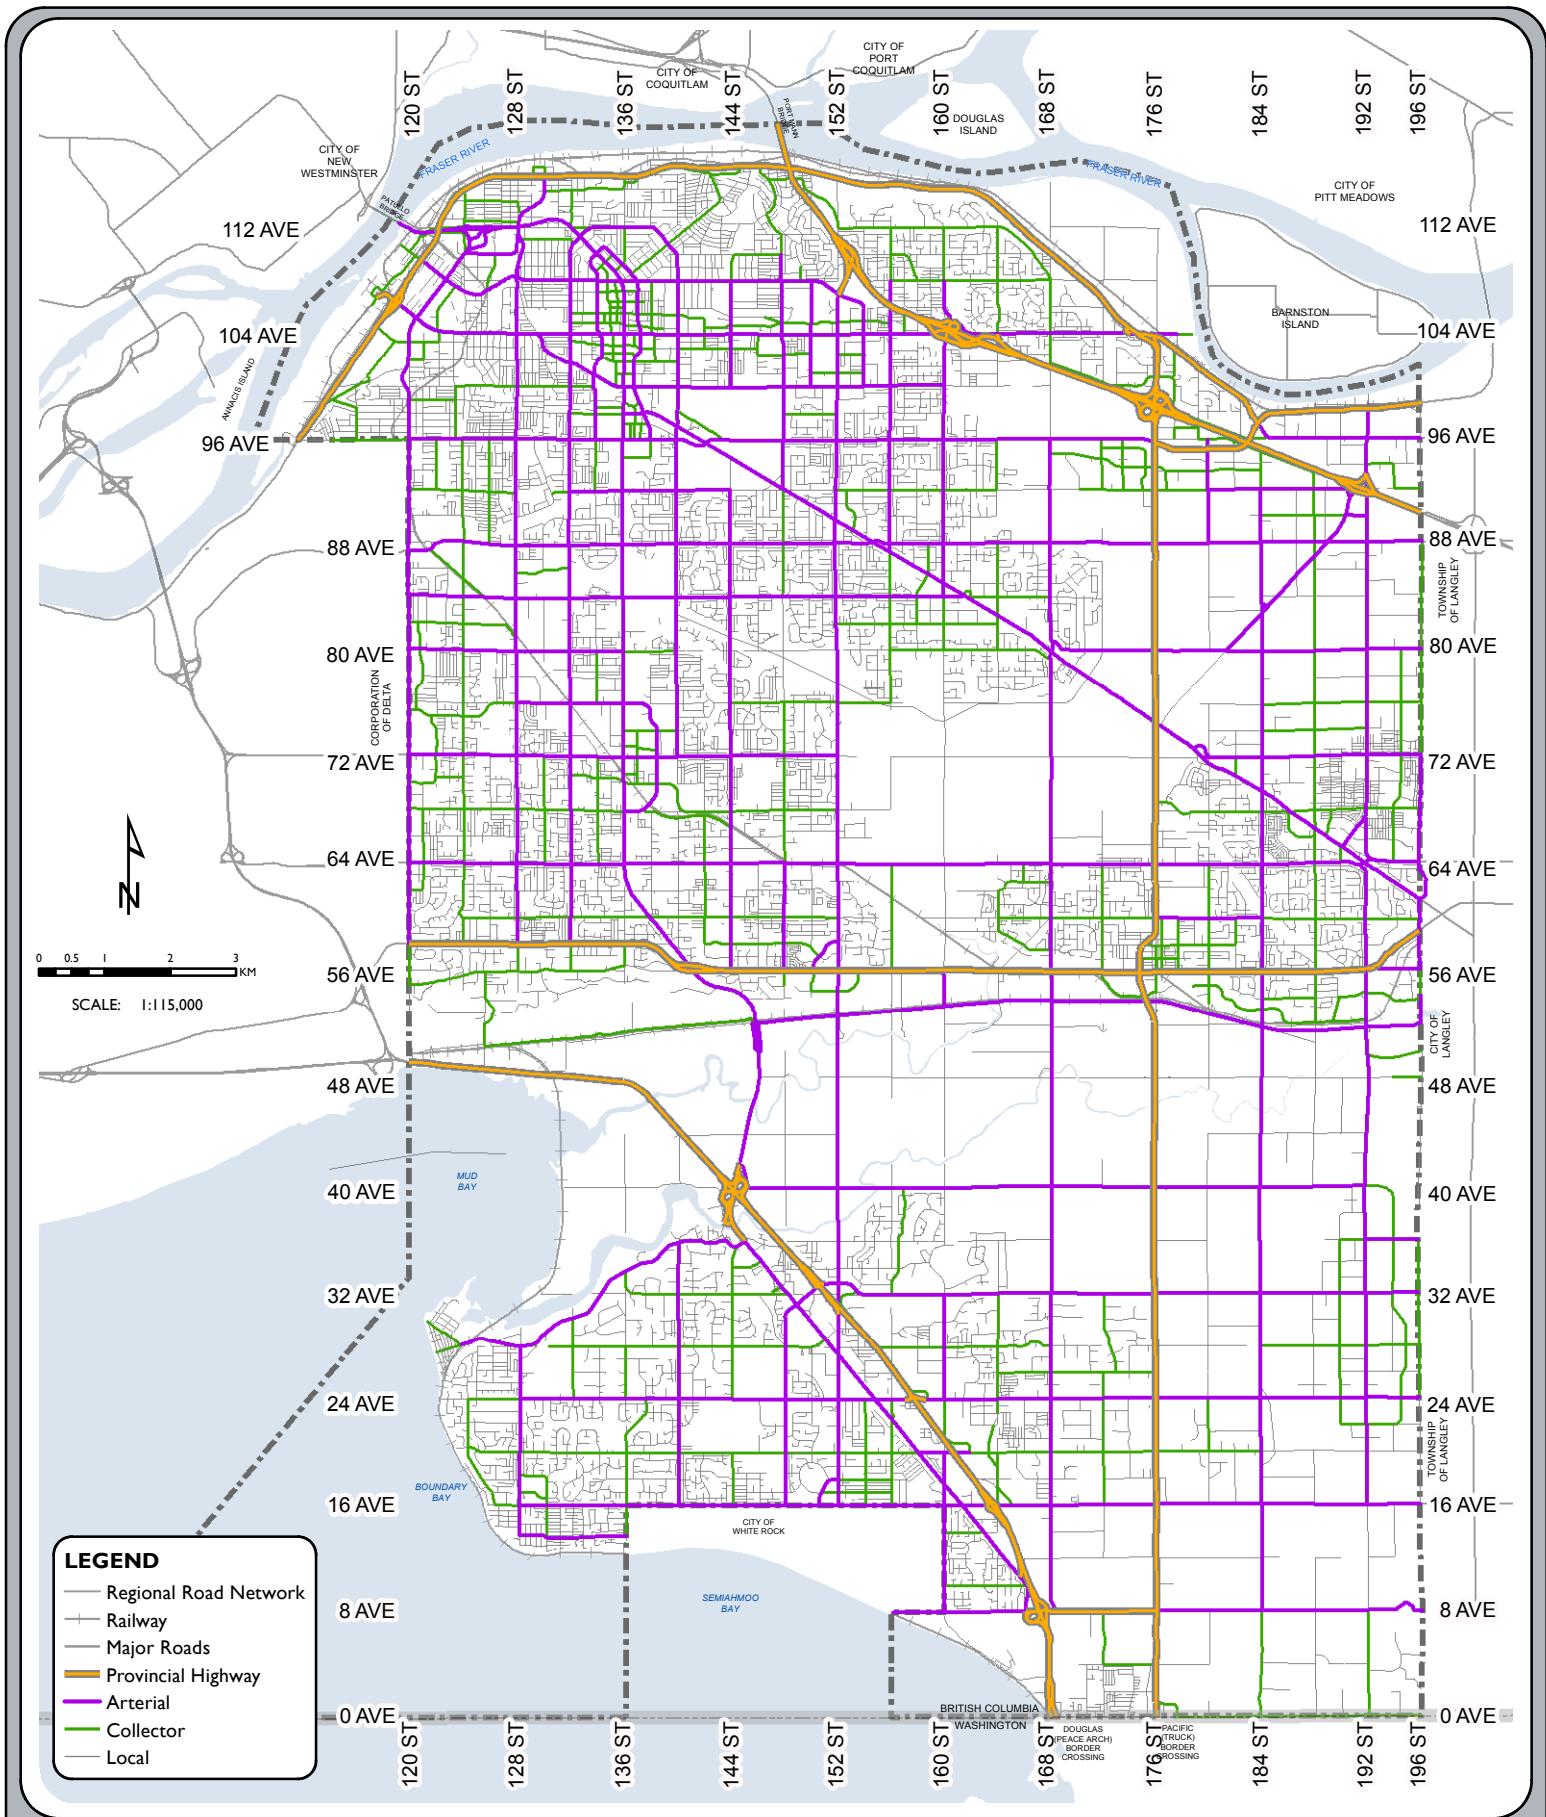 CITY OF
PORT
COQUITLAM
CITY OF
COQUITLAM
120 ST
128 ST
136 ST
144 ST
152 ST
160 ST
168 ST
176 ST
184 ST
192 ST
196 ST
PORT MANN
BRIDGE
DOUGLAS
ISLAND
CITY OF
NEW
WESTMINSTER
FRASER RIVER
FRASER RIVER
CITY OF
PITT MEADOWS
PATULLO
BRIDGE
112 AVE
112 AVE
BARNSTON
ISLAND
104 AVE
104 AVE
ANNACIS ISLAND
96 AVE
96 AVE
88 AVE
88 AVE
TOWNSHIP
OF LANGLEY
80 AVE
80 AVE
CORPORATION
OF DELTA
72 AVE
72 AVE
64 AVE
64 AVE
N
0 0.5 1 2 3
KM
56 AVE
56 AVE
SCALE: 1:115,000
CITY OF
LANGLEY
48 AVE
48 AVE
MUD
BAY
40 AVE
40 AVE
32 AVE
32 AVE
24 AVE
24 AVE
TOWNSHIP
OF LANGLEY
BOUNDARY
BAY
16 AVE
16 AVE
CITY OF
WHITE ROCK
LEGEND
Regional Road Network
Railway
Major Roads
Provincial Highway
Arterial
Collector
Local
SEMIAHMOO
BAY
8 AVE
8 AVE
0 AVE
0 AVE
BRITISH COLUMBIA
WASHINGTON
DOUGLAS
(PEACE ARCH)
BORDER
CROSSING
PACIFIC
(TRUCK)
BORDER
CROSSING
120 ST
128 ST
136 ST
144 ST
152 ST
160 ST
168 ST
176 ST
184 ST
192 ST
196 ST